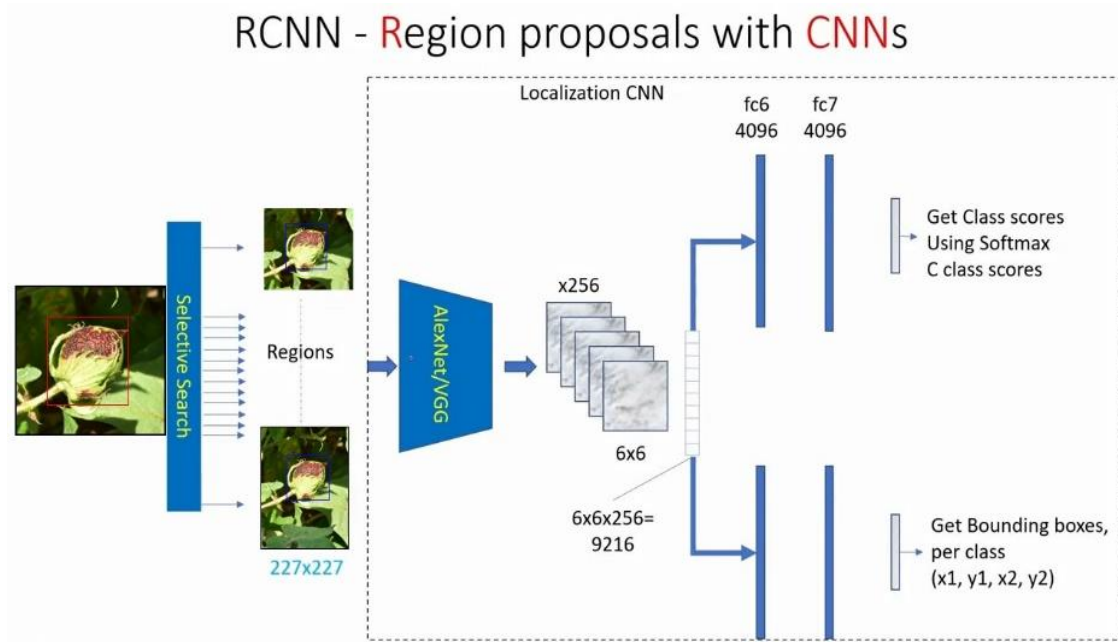 RCNN - Region proposals with CNNs
Localization CNN
fc6
4096
fc7
4096
Selective Search
Regions
227x227
AlexNet/VGG
x256
6x6
6x6x256=
9216
Get Class scores
Using Softmax
C class scores
Get Bounding boxes,
per class
(x1, y1, x2, y2)